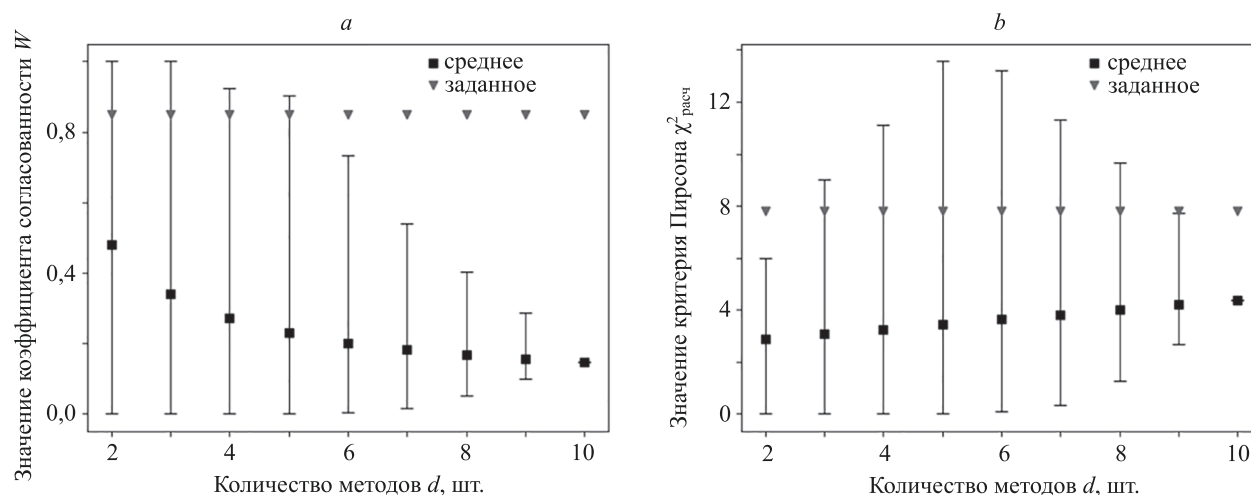 a
Значение коэффициента согласованности W
0,8
0,4
0,0
среднее
заданное
2
4
6
8
10
Количество методов d, шт.
b
Значение критерия Пирсона χ²расч
12
8
4
0
среднее
заданное
2
4
6
8
10
Количество методов d, шт.